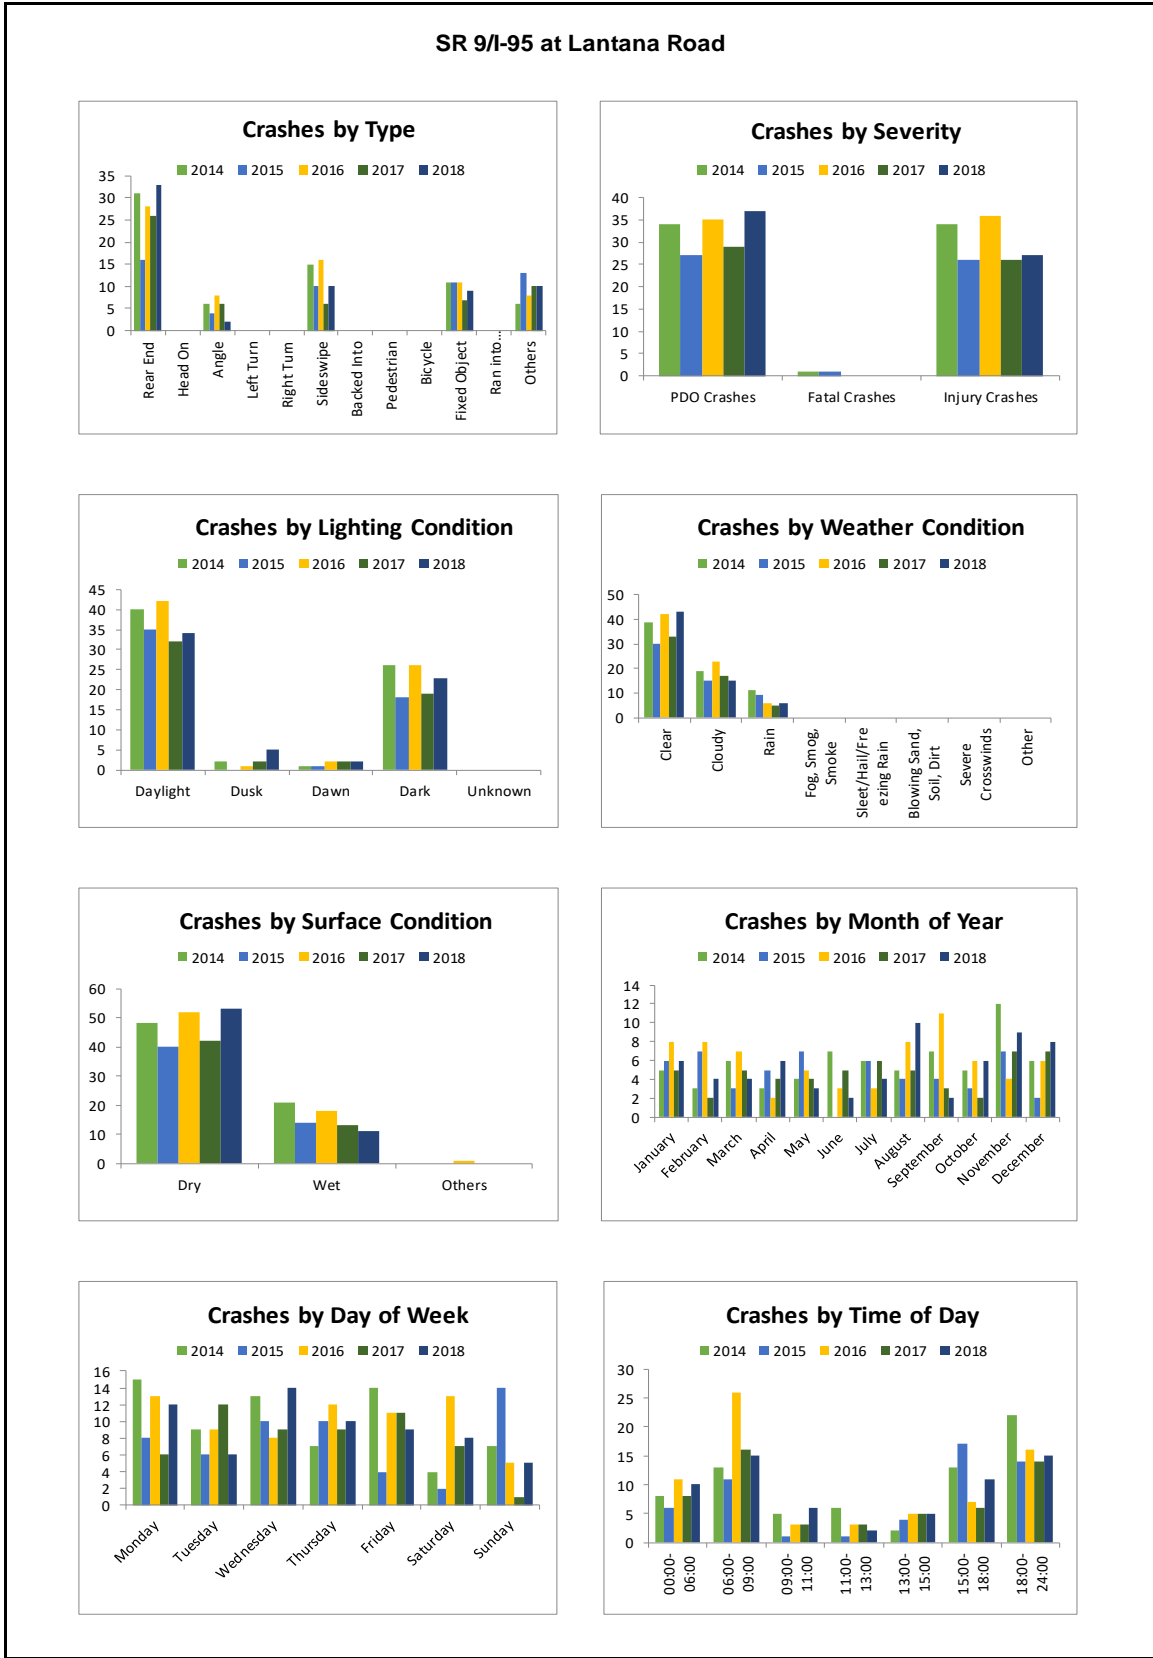 SR 9/I-95 at Lantana Road
Crashes by Type
2014 2015 2016 2017 2018
35
30
25
20
15
10
5
0
Rear End
Head On
Angle
Left Turn
Right Turn
Sideswipe
Backed Into
Pedestrian
Bicycle
Fixed Object
Ran into...
Others
Crashes by Severity
2014 2015 2016 2017 2018
40
35
30
25
20
15
10
5
0
PDO Crashes Fatal Crashes Injury Crashes
Crashes by Lighting Condition
2014 2015 2016 2017 2018
45
40
35
30
25
20
15
10
5
0
Daylight Dusk Dawn Dark Unknown
Crashes by Weather Condition
2014 2015 2016 2017 2018
50
40
30
20
10
0
Clear
Cloudy
Rain
Fog, Smog,
Smoke
Sleet/Hail/Fre
ezing Rain
Blowing Sand,
Soil, Dirt
Severe
Crosswinds
Other
Crashes by Surface Condition
2014 2015 2016 2017 2018
60
50
40
30
20
10
0
Dry Wet Others
Crashes by Month of Year
2014 2015 2016 2017 2018
14
12
10
8
6
4
2
0
January
February
March
April
May
June
July
August
September
October
November
December
Crashes by Day of Week
2014 2015 2016 2017 2018
16
14
12
10
8
6
4
2
0
Monday
Tuesday
Wednesday
Thursday
Friday
Saturday
Sunday
Crashes by Time of Day
2014 2015 2016 2017 2018
30
25
20
15
10
5
0
00:00-
06:00
06:00-
09:00
09:00-
11:00
11:00-
13:00
13:00-
15:00
15:00-
18:00
18:00-
24:00